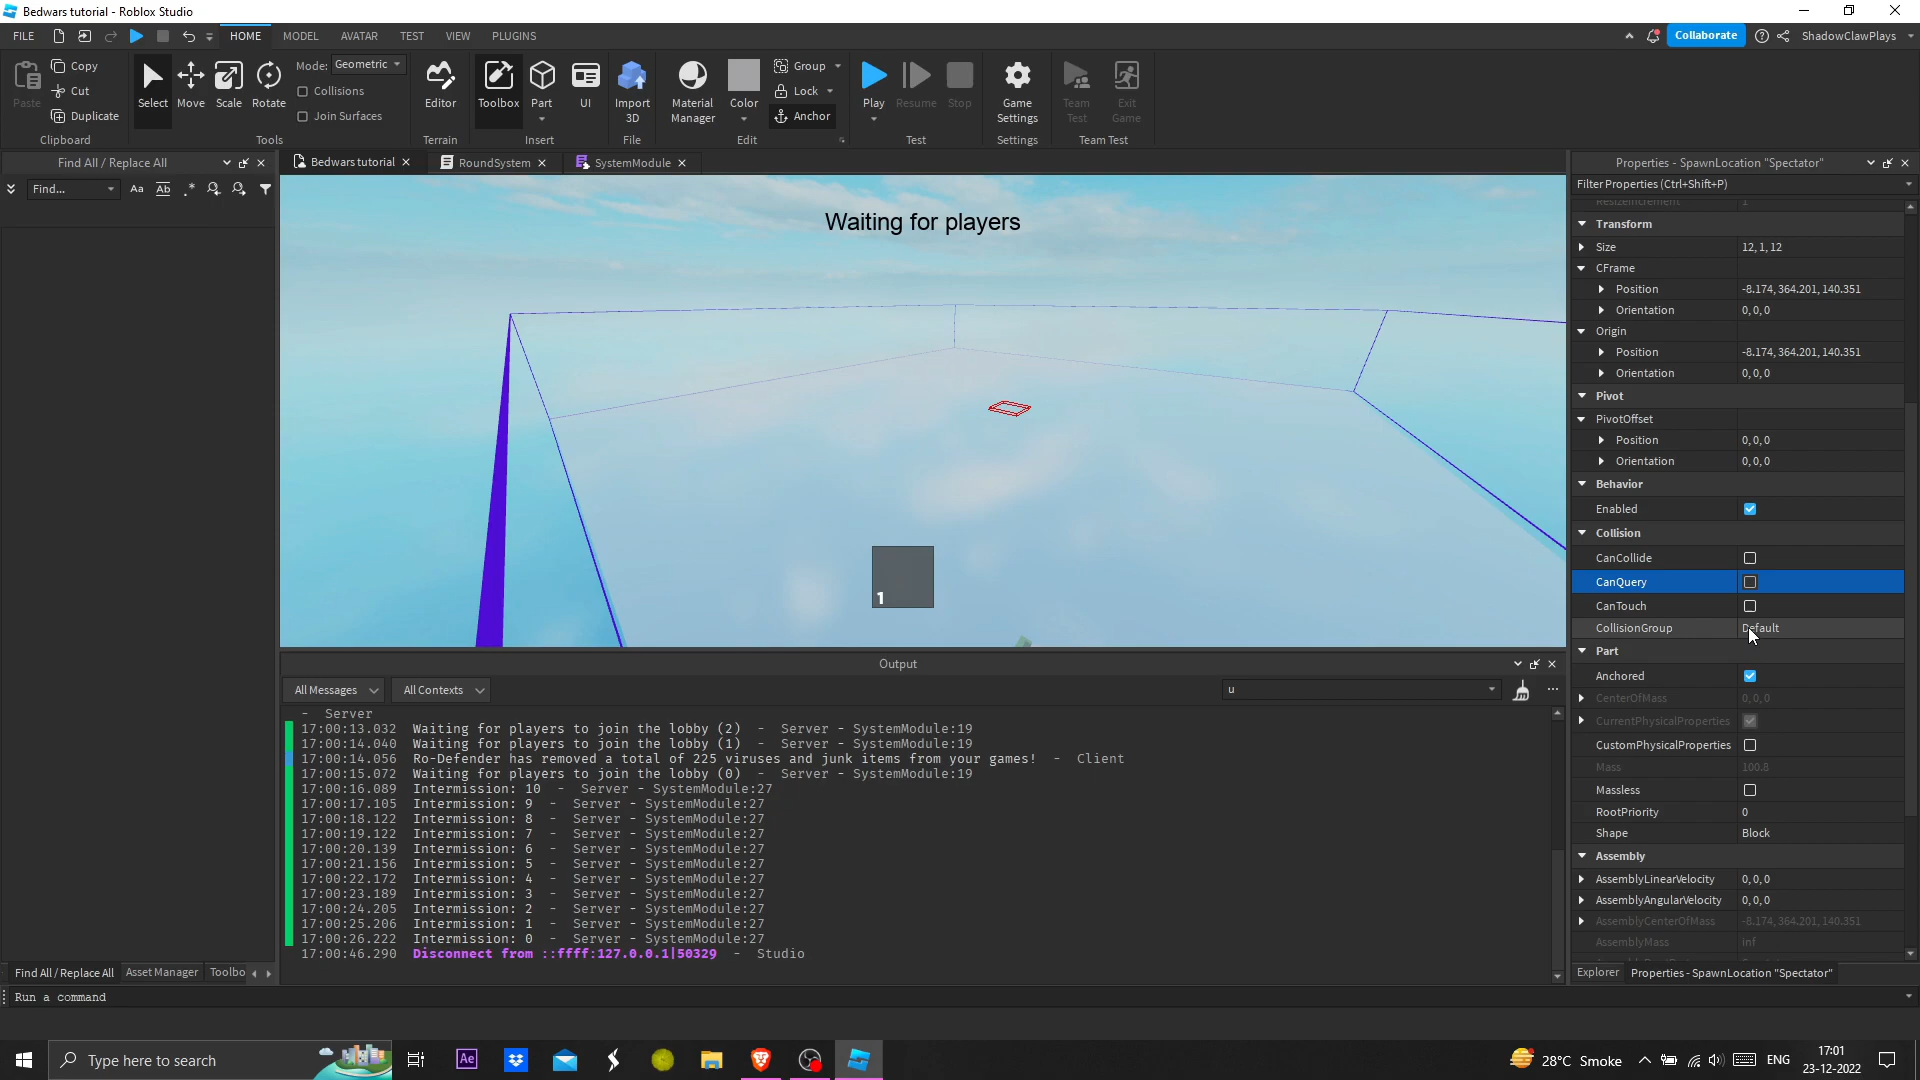 Bedwars tutorial - Roblox Studio
FILE HOME MODEL AVATAR TEST VIEW PLUGINS Collaborate ShadowClawPlays
Paste Copy Cut Duplicate Clipboard
Select Move Scale Rotate Mode: Geometric Collisions Join Surfaces Tools
Editor Terrain
Toolbox Part UI Insert
Import 3D File
Material Manager Color Group Lock Anchor Edit
Play Resume Stop Test
Game Settings Settings
Team Test Exit Game Team Test
Find All / Replace All
Find... Aa Ab .*
Bedwars tutorial RoundSystem SystemModule
Waiting for players
1
Output
All Messages All Contexts u
- Server
17:00:13.032 Waiting for players to join the lobby (2) - Server - SystemModule:19
17:00:14.040 Waiting for players to join the lobby (1) - Server - SystemModule:19
17:00:14.056 Ro-Defender has removed a total of 225 viruses and junk items from your games! - Client
17:00:15.072 Waiting for players to join the lobby (0) - Server - SystemModule:19
17:00:16.089 Intermission: 10 - Server - SystemModule:27
17:00:17.105 Intermission: 9 - Server - SystemModule:27
17:00:18.122 Intermission: 8 - Server - SystemModule:27
17:00:19.122 Intermission: 7 - Server - SystemModule:27
17:00:20.139 Intermission: 6 - Server - SystemModule:27
17:00:21.156 Intermission: 5 - Server - SystemModule:27
17:00:22.172 Intermission: 4 - Server - SystemModule:27
17:00:23.189 Intermission: 3 - Server - SystemModule:27
17:00:24.205 Intermission: 2 - Server - SystemModule:27
17:00:25.206 Intermission: 1 - Server - SystemModule:27
17:00:26.222 Intermission: 0 - Server - SystemModule:27
17:00:46.290 Disconnect from ::ffff:127.0.0.1|50329 - Studio
Properties - SpawnLocation "Spectator"
Filter Properties (Ctrl+Shift+P)
ResizeIncrement 1
Transform
Size 12, 1, 12
CFrame
Position -8.174, 364.201, 140.351
Orientation 0, 0, 0
Origin
Position -8.174, 364.201, 140.351
Orientation 0, 0, 0
Pivot
PivotOffset
Position 0, 0, 0
Orientation 0, 0, 0
Behavior
Enabled
Collision
CanCollide
CanQuery
CanTouch
CollisionGroup Default
Part
Anchored
CenterOfMass 0, 0, 0
CurrentPhysicalProperties
CustomPhysicalProperties
Mass 100.8
Massless
RootPriority 0
Shape Block
Assembly
AssemblyLinearVelocity 0, 0, 0
AssemblyAngularVelocity 0, 0, 0
AssemblyCenterOfMass -8.174, 364.201, 140.351
AssemblyMass inf
Find All / Replace All Asset Manager Toolbo
Explorer Properties - SpawnLocation "Spectator"
Run a command
Type here to search
Ae
28°C Smoke ENG 17:01
23-12-2022